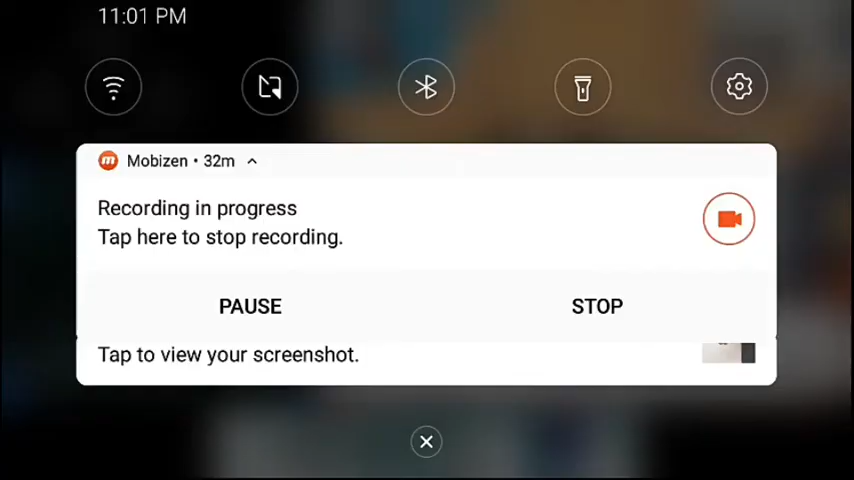 11:01 PM
Mobizen • 32m
Recording in progress
Tap here to stop recording.
PAUSE STOP
Tap to view your screenshot.